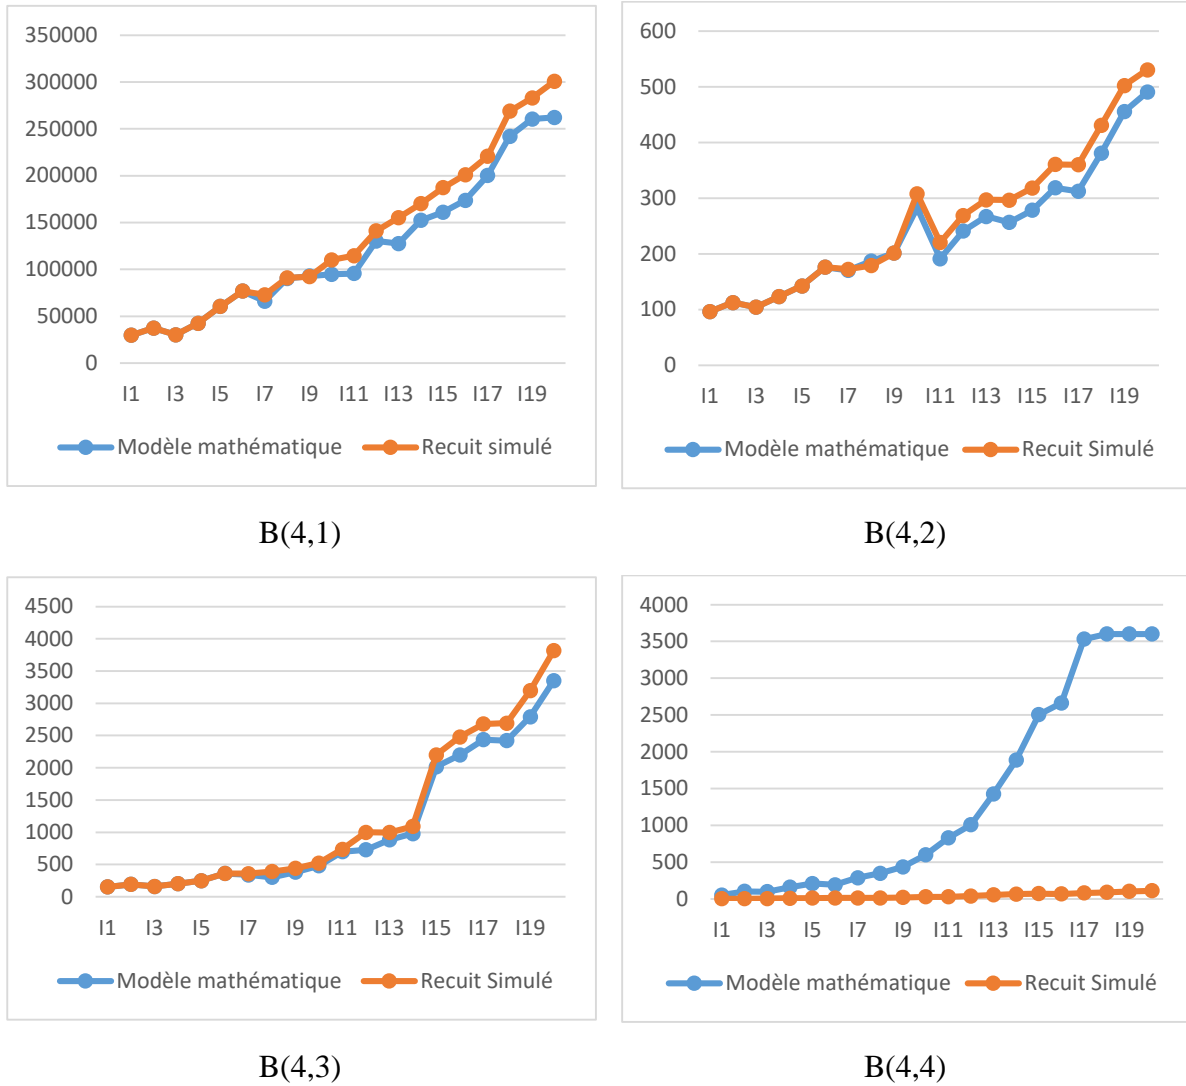 350000
300000
250000
200000
150000
100000
50000
0
I1 I3 I5 I7 I9 I11 I13 I15 I17 I19
Modèle mathématique Recuit simulé
B(4,1)
600
500
400
300
200
100
0
I1 I3 I5 I7 I9 I11 I13 I15 I17 I19
Modèle mathématique Recuit Simulé
B(4,2)
4500
4000
3500
3000
2500
2000
1500
1000
500
0
I1 I3 I5 I7 I9 I11 I13 I15 I17 I19
Modèle mathématique Recuit Simulé
B(4,3)
4000
3500
3000
2500
2000
1500
1000
500
0
I1 I3 I5 I7 I9 I11 I13 I15 I17 I19
Modèle mathématique Recuit Simulé
B(4,4)